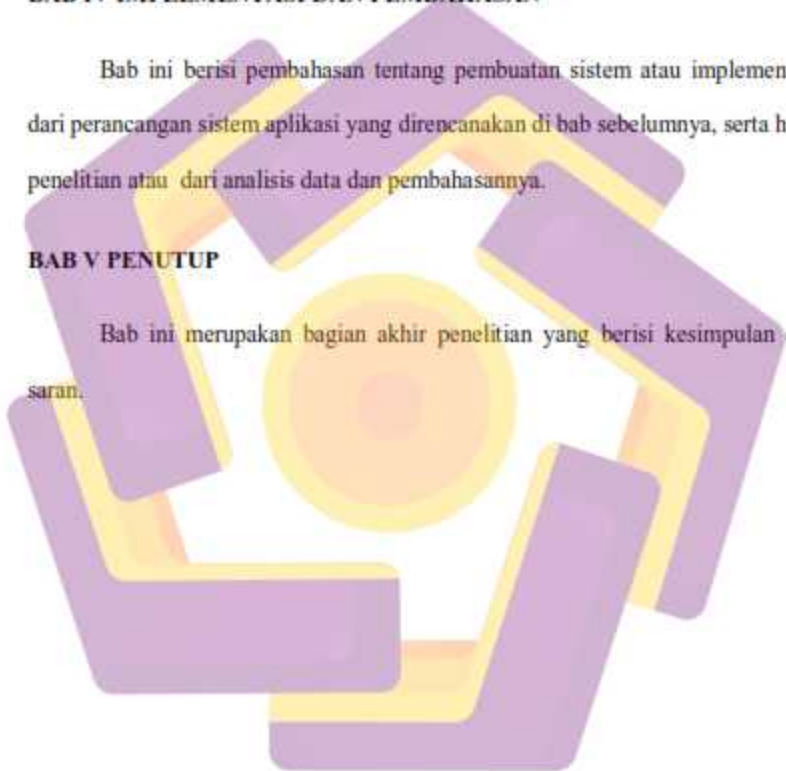 Bab ini berisi pembahasan tentang pembuatan sistem atau implemen
dari perancangan sistem aplikasi yang direncanakan di bab sebelumnya, serta h
penelitian atau dari analisis data dan pembahasannya.
BAB V PENUTUP
Bab ini merupakan bagian akhir penelitian yang berisi kesimpulan
saran.